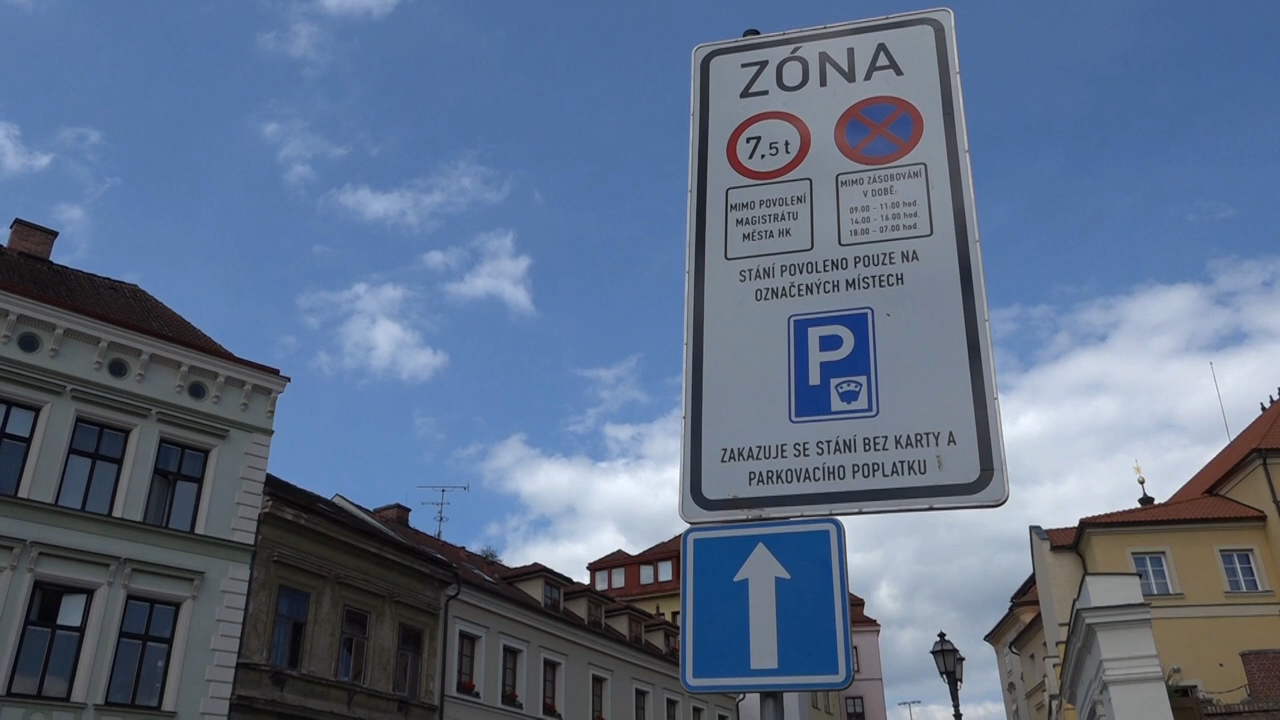 ZÓNA
7,5 t
MIMO POVOLENÍ
MAGISTRÁTU
MĚSTA HK
MIMO ZÁSOBOVÁNÍ
V DOBĚ:
09.00 - 11.00 hod.
14.00 - 16.00 hod.
18.00 - 07.00 hod.
STÁNÍ POVOLENO POUZE NA
OZNAČENÝCH MÍSTECH
P
ZAKAZUJE SE STÁNÍ BEZ KARTY A
PARKOVACÍHO POPLATKU